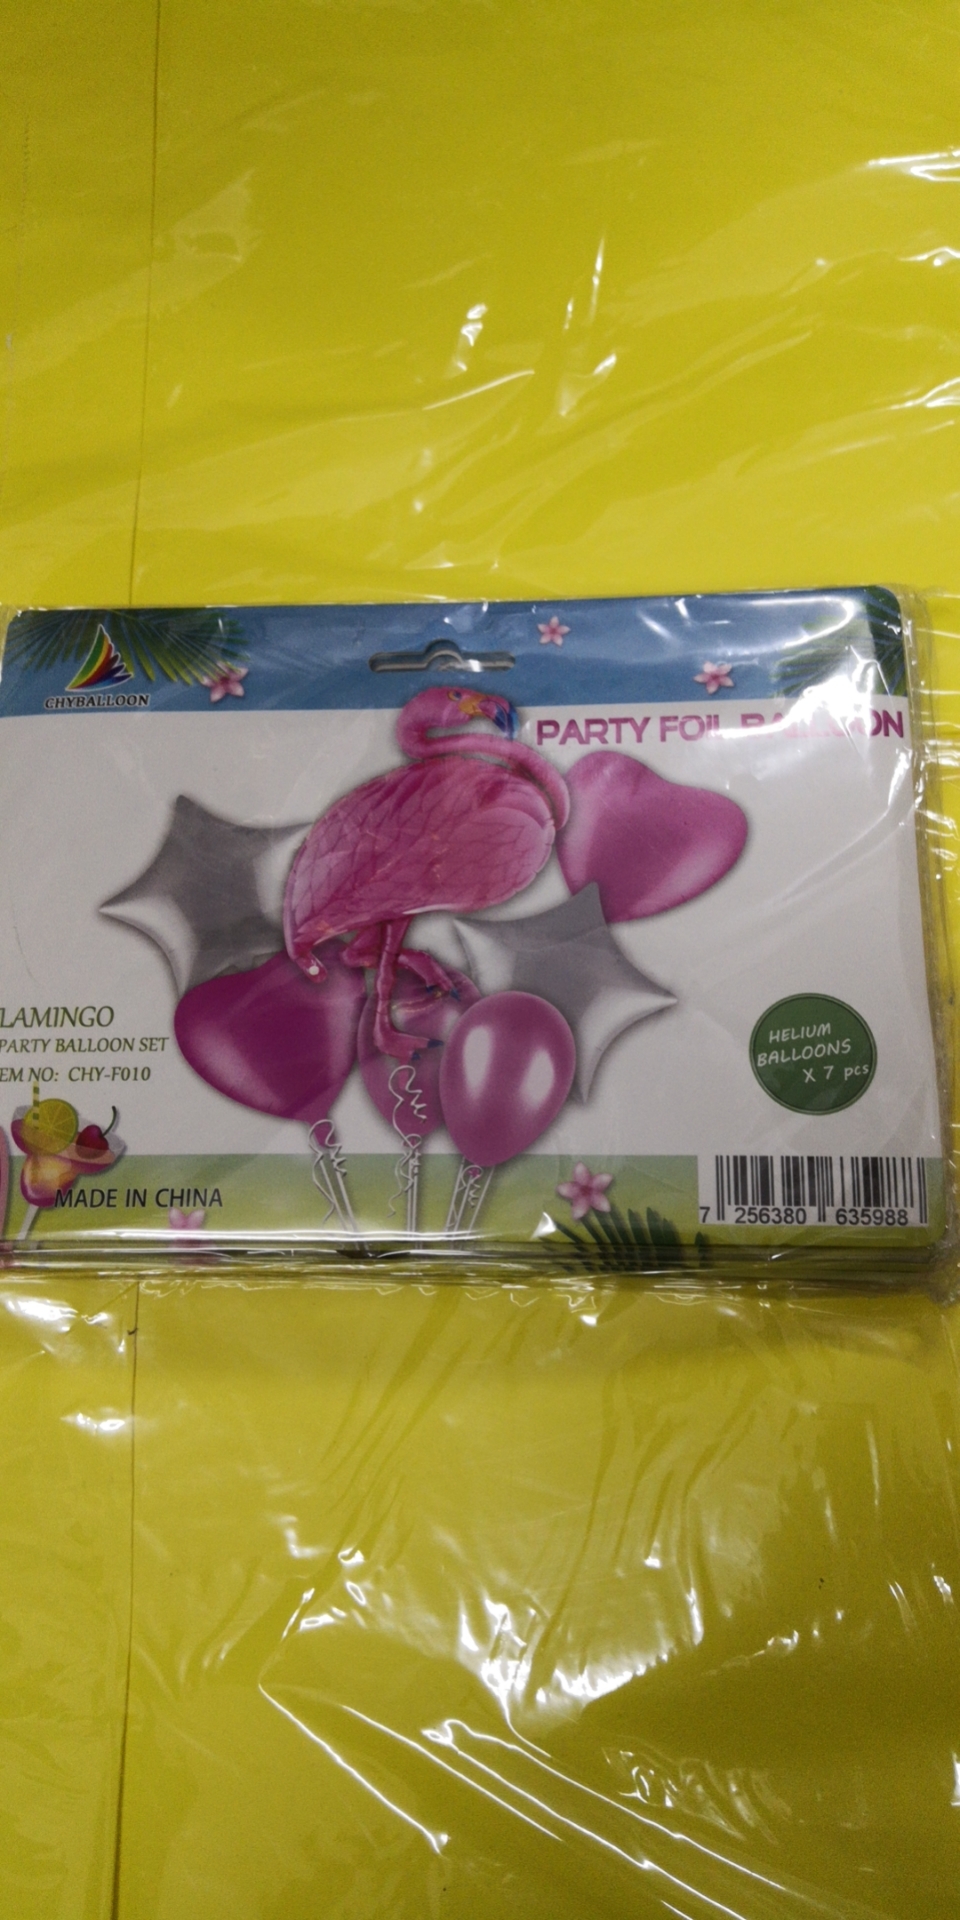 CHYBALLOON
PARTY FOIL BALLOON
LAMINGO
PARTY BALLOON SET
EM NO: CHY-F010
HELIUM
BALLOONS
X 7 pcs
MADE IN CHINA
7 256380 635988